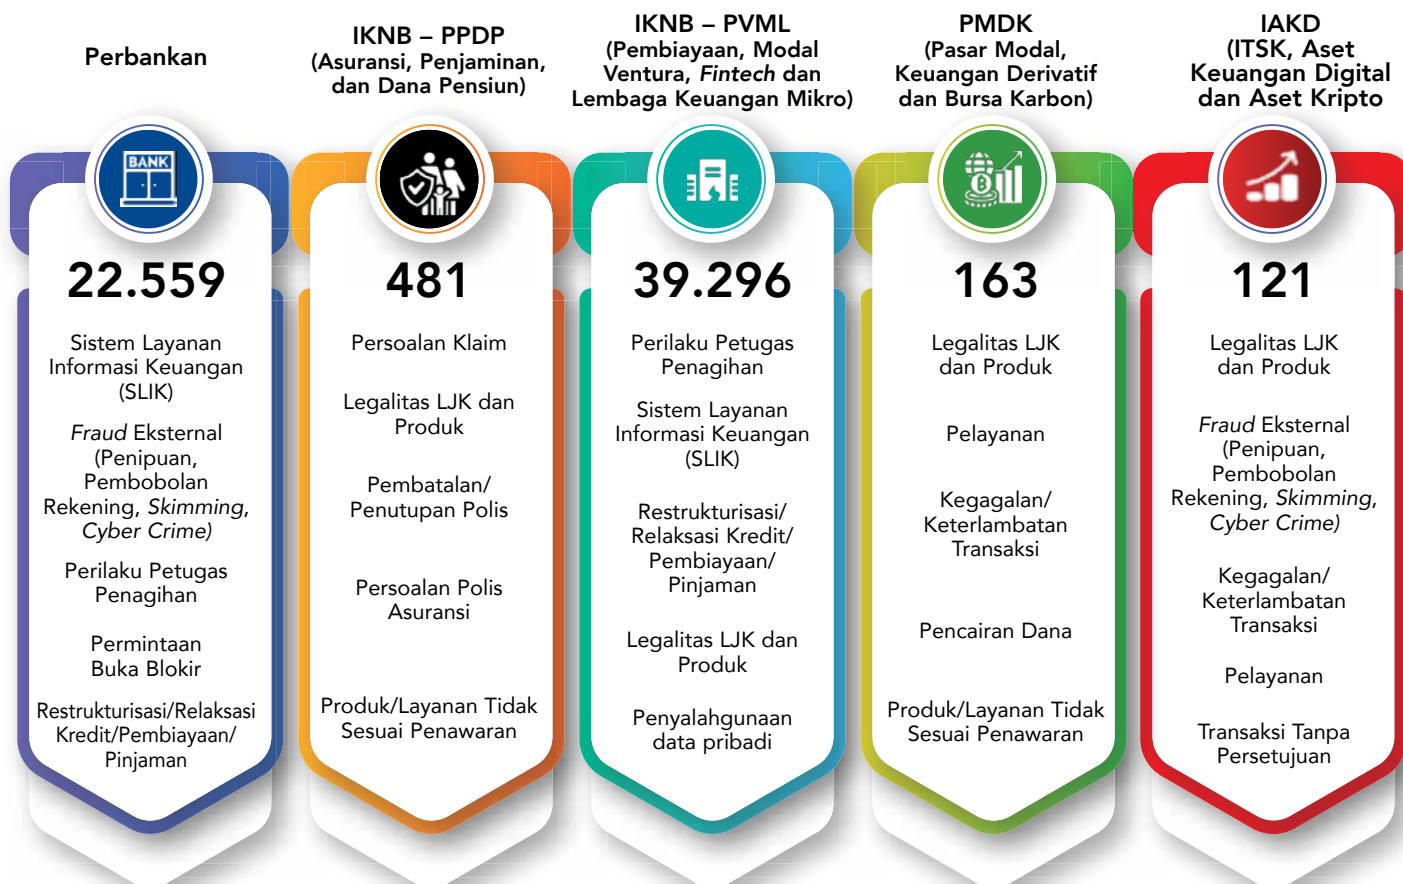 Perbankan
BANK
22.559
Sistem Layanan
Informasi Keuangan
(SLIK)
Fraud Eksternal
(Penipuan,
Pembobolan
Rekening, Skimming,
Cyber Crime)
Perilaku Petugas
Penagihan
Permintaan
Buka Blokir
Restrukturisasi/Relaksasi
Kredit/Pembiayaan/
Pinjaman
IKNB – PPDP
(Asuransi, Penjaminan,
dan Dana Pensiun)
481
Persoalan Klaim
Legalitas LJK dan
Produk
Pembatalan/
Penutupan Polis
Persoalan Polis
Asuransi
Produk/Layanan Tidak
Sesuai Penawaran
IKNB – PVML
(Pembiayaan, Modal
Ventura, Fintech dan
Lembaga Keuangan Mikro)
39.296
Perilaku Petugas
Penagihan
Sistem Layanan
Informasi Keuangan
(SLIK)
Restrukturisasi/
Relaksasi Kredit/
Pembiayaan/
Pinjaman
Legalitas LJK dan
Produk
Penyalahgunaan
data pribadi
PMDK
(Pasar Modal,
Keuangan Derivatif
dan Bursa Karbon)
163
Legalitas LJK
dan Produk
Pelayanan
Kegagalan/
Keterlambatan
Transaksi
Pencairan Dana
Produk/Layanan Tidak
Sesuai Penawaran
IAKD
(ITSK, Aset
Keuangan Digital
dan Aset Kripto
121
Legalitas LJK
dan Produk
Fraud Eksternal
(Penipuan,
Pembobolan
Rekening, Skimming,
Cyber Crime)
Kegagalan/
Keterlambatan
Transaksi
Pelayanan
Transaksi Tanpa
Persetujuan